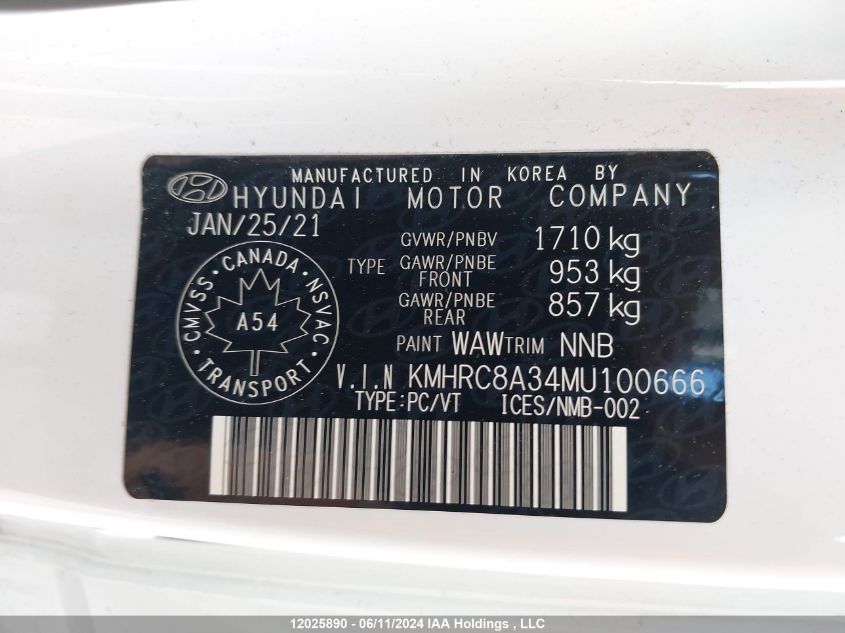 MANUFACTURED IN KOREA BY
HYUNDAI MOTOR COMPANY
JAN/25/21
GVWR/PNBV 1710 kg
TYPE GAWR/PNBE FRONT 953 kg
GAWR/PNBE REAR 857 kg
CANADA
CMVSS NSVAC
A54
TRANSPORT
PAINT WAW TRIM NNB
V.I.N KMHRC8A34MU100666
TYPE:PC/VT ICES/NMB-002
12025890 - 06/11/2024 IAA Holdings , LLC